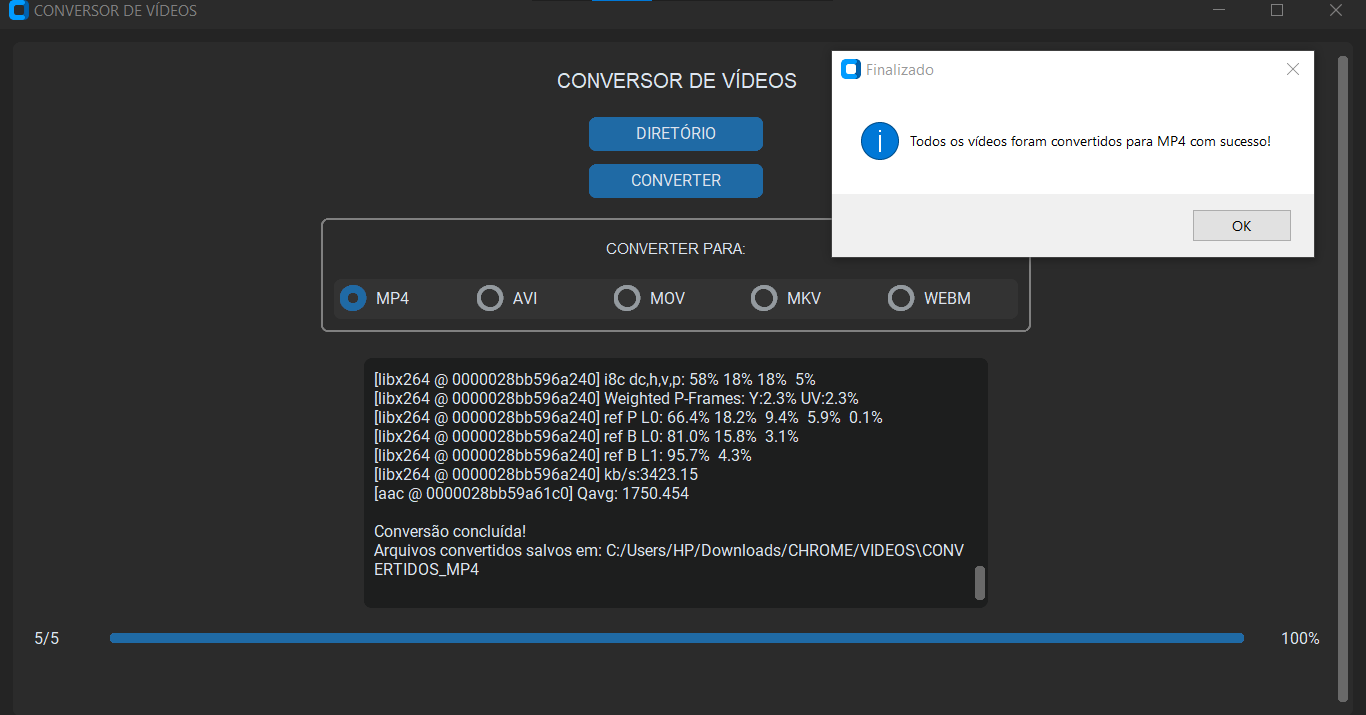 CONVERSOR DE VÍDEOS
CONVERSOR DE VÍDEOS
DIRETÓRIO
CONVERTER
Finalizado
Todos os vídeos foram convertidos para MP4 com sucesso!
OK
CONVERTER PARA:
MP4 AVI MOV MKV WEBM
[libx264 @ 0000028bb596a240] i8c dc,h,v,p: 58% 18% 18%  5%
[libx264 @ 0000028bb596a240] Weighted P-Frames: Y:2.3% UV:2.3%
[libx264 @ 0000028bb596a240] ref P L0: 66.4% 18.2%  9.4%  5.9%  0.1%
[libx264 @ 0000028bb596a240] ref B L0: 81.0% 15.8%  3.1%
[libx264 @ 0000028bb596a240] ref B L1: 95.7%  4.3%
[libx264 @ 0000028bb596a240] kb/s:3423.15
[aac @ 0000028bb59a61c0] Qavg: 1750.454
Conversão concluída!
Arquivos convertidos salvos em: C:/Users/HP/Downloads/CHROME/VIDEOS\CONV
ERTIDOS_MP4
5/5 100%